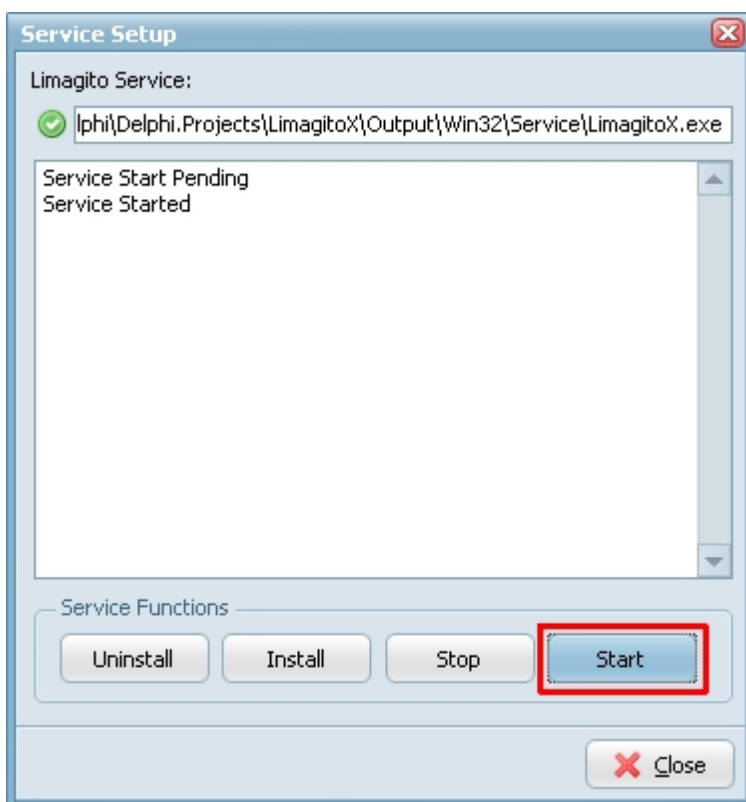 Service Setup
Limagito Service:
lphi\Delphi.Projects\LimagitoX\Output\Win32\Service\LimagitoX.exe
Service Start Pending
Service Started
Service Functions
Uninstall Install Stop Start
Close